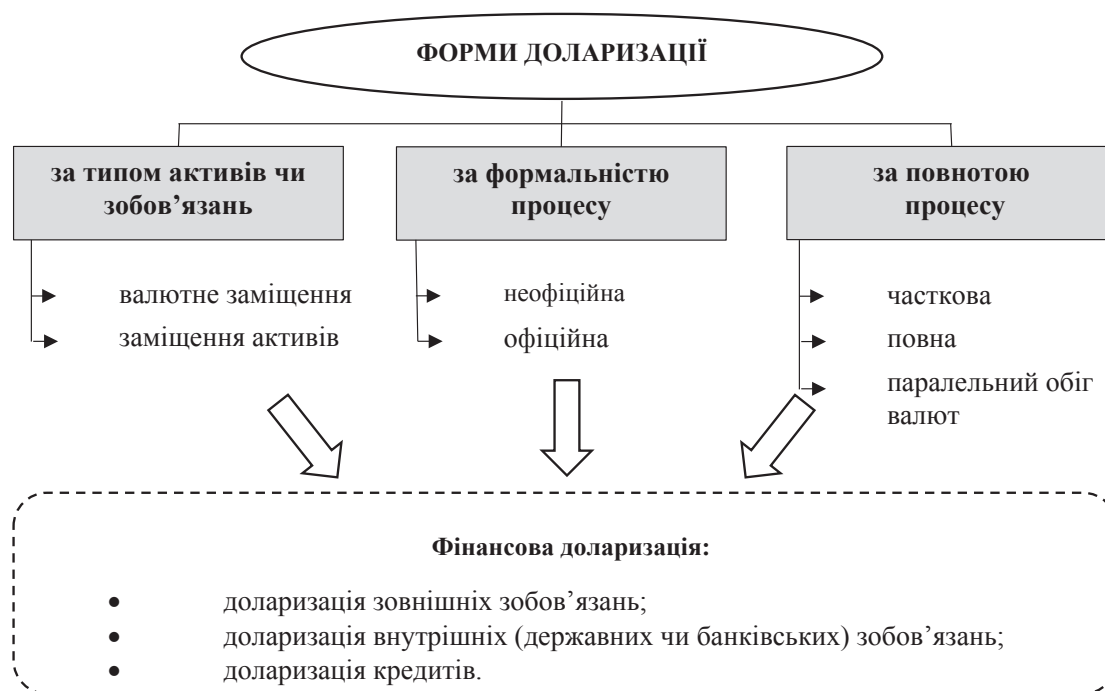 ФОРМИ ДОЛАРИЗАЦІЇ
за типом активів чи
зобов’язань
валютне заміщення
заміщення активів
за формальністю
процесу
неофіційна
офіційна
за повнотою
процесу
часткова
повна
паралельний обіг
валют
Фінансова доларизація:
• доларизація зовнішніх зобов’язань;
• доларизація внутрішніх (державних чи банківських) зобов’язань;
• доларизація кредитів.